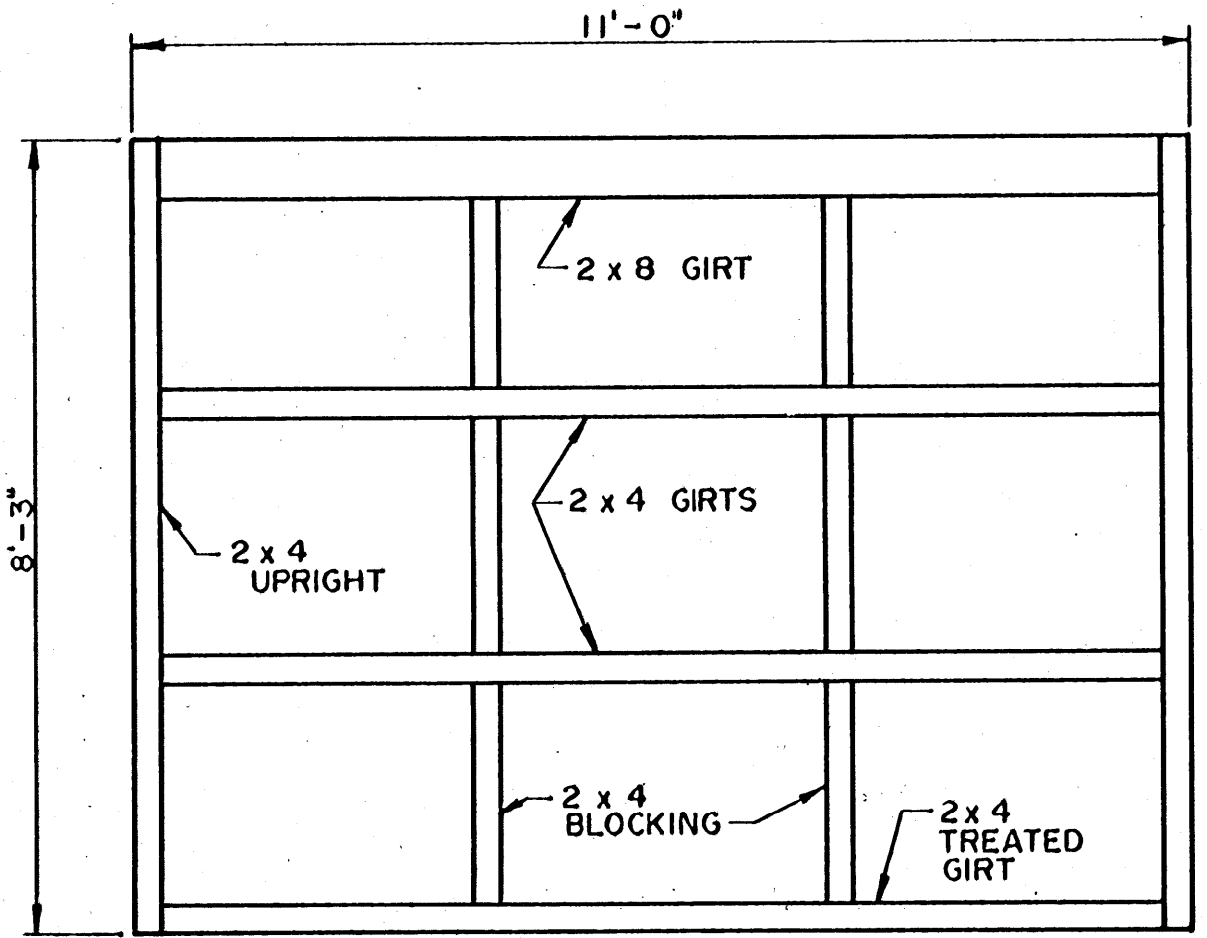 11'-0"
2 x 8 GIRT
2 x 4 GIRTS
8'-3"
2 x 4
UPRIGHT
2 x 4
BLOCKING
2 x 4
TREATED
GIRT